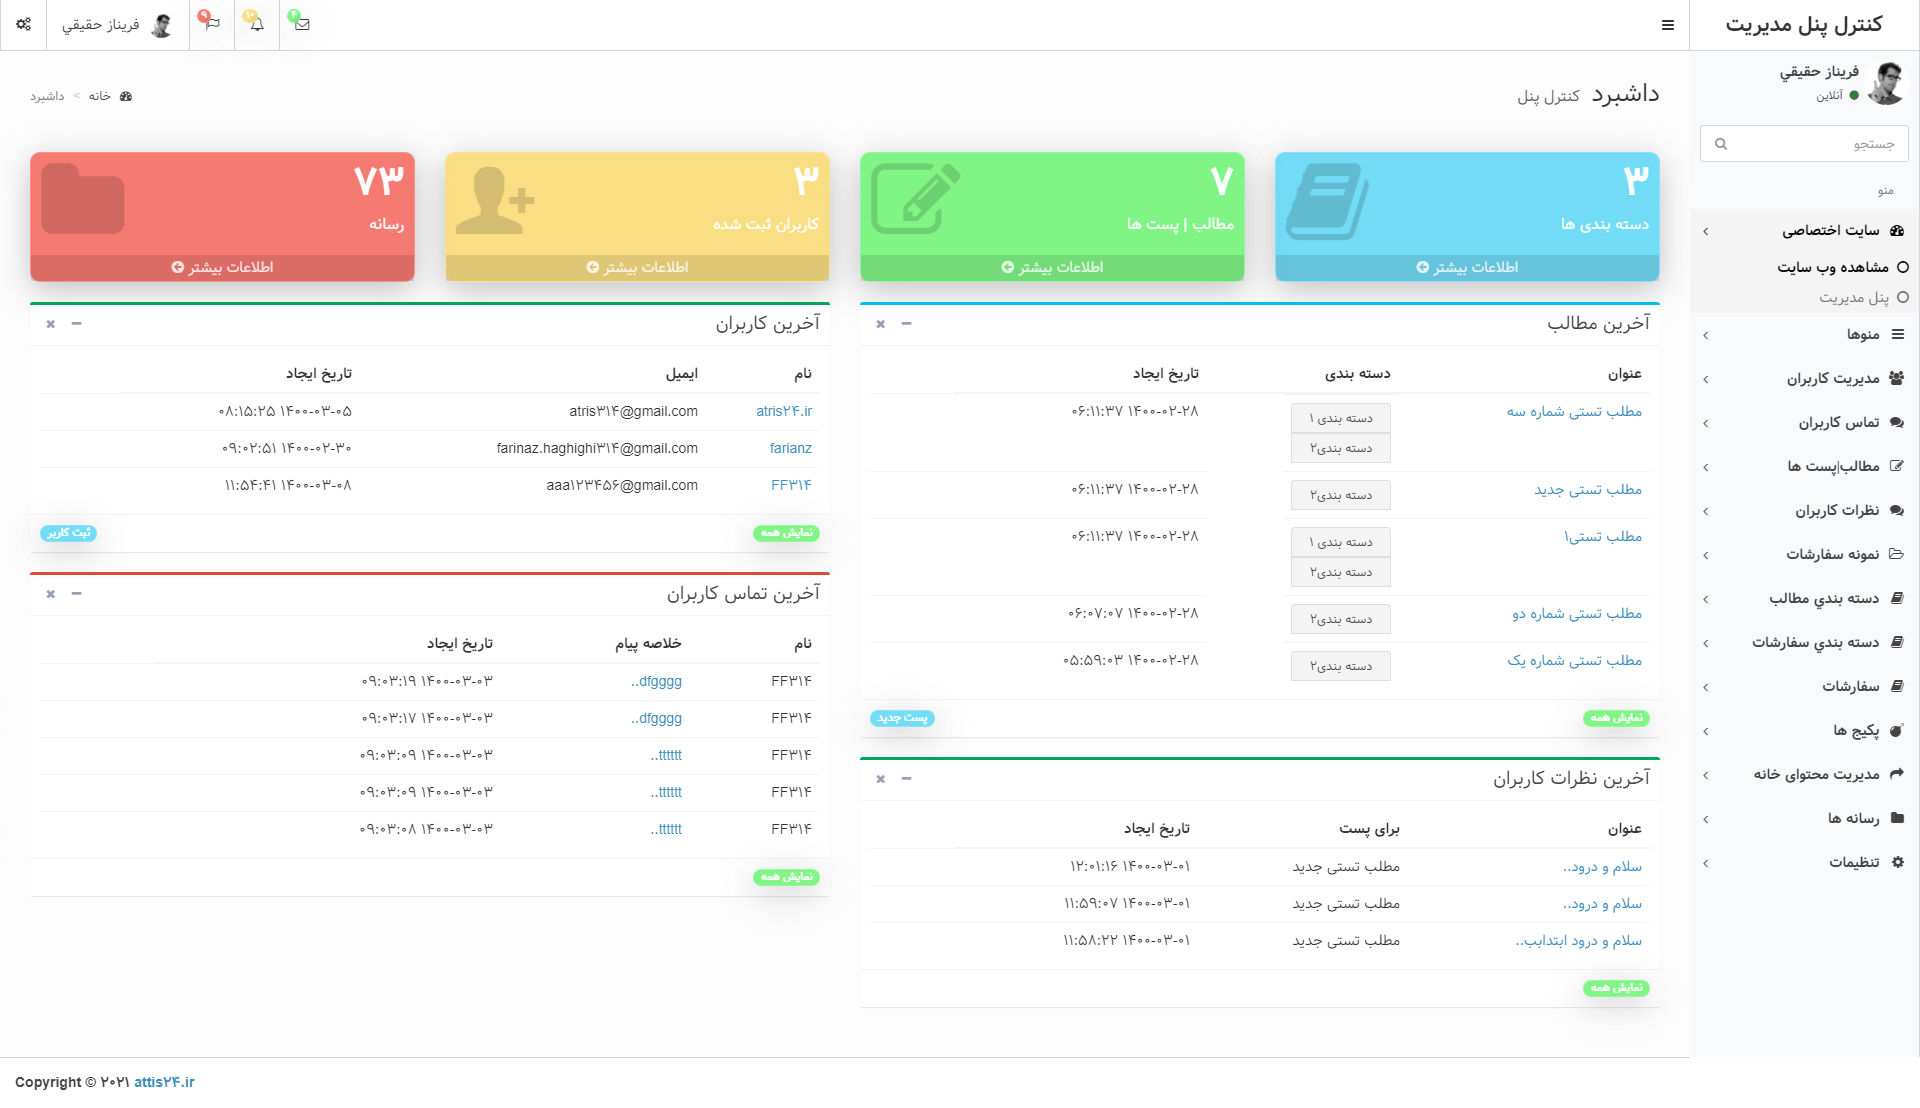 کنترل پنل مدیریت
۴
۱۰
۹
فریناز حقیقي
فریناز حقیقي
آنلاین
جستجو
منو
سایت اختصاصی
مشاهده وب سایت
پنل مدیریت
منوها
مدیریت کاربران
تماس کاربران
مطالب|پست ها
نظرات کاربران
نمونه سفارشات
دسته بندي مطالب
دسته بندي سفارشات
سفارشات
پکیج ها
مدیریت محتوای خانه
رسانه ها
تنظیمات
داشبرد کنترل پنل
خانه > داشبرد
۳
دسته بندی ها
اطلاعات بیشتر
۷
مطالب | پست ها
اطلاعات بیشتر
۳
کاربران ثبت شده
اطلاعات بیشتر
۷۳
رسانه
اطلاعات بیشتر
آخرین مطالب
عنوان دسته بندی تاریخ ایجاد
مطلب تستی شماره سه دسته بندی ۱ ۱۴۰۰-۰۲-۲۸ ۰۶:۱۱:۳۷
دسته بندی۲
مطلب تستی جدید دسته بندی۲ ۱۴۰۰-۰۲-۲۸ ۰۶:۱۱:۳۷
مطلب تستی۱ دسته بندی ۱ ۱۴۰۰-۰۲-۲۸ ۰۶:۱۱:۳۷
دسته بندی۲
مطلب تستی شماره دو دسته بندی۲ ۱۴۰۰-۰۲-۲۸ ۰۶:۰۷:۰۷
مطلب تستی شماره یک دسته بندی۲ ۱۴۰۰-۰۲-۲۸ ۰۵:۵۹:۰۳
نمایش همه پست جدید
آخرین نظرات کاربران
عنوان برای پست تاریخ ایجاد
سلام و درود.. مطلب تستی جدید ۱۴۰۰-۰۳-۰۱ ۱۲:۰۱:۱۶
سلام و درود.. مطلب تستی جدید ۱۴۰۰-۰۳-۰۱ ۱۱:۵۹:۰۷
سلام و درود ابتدابب.. مطلب تستی جدید ۱۴۰۰-۰۳-۰۱ ۱۱:۵۸:۲۲
نمایش همه
آخرین کاربران
نام ایمیل تاریخ ایجاد
atris۲۴.ir atris۳۱۴@gmail.com ۱۴۰۰-۰۳-۰۵ ۰۸:۱۵:۲۵
farianz farinaz.haghighi۳۱۴@gmail.com ۱۴۰۰-۰۲-۳۰ ۰۹:۰۲:۵۱
FF۳۱۴ aaa۱۲۳۴۵۶@gmail.com ۱۴۰۰-۰۳-۰۸ ۱۱:۵۴:۴۱
نمایش همه ثبت کاربر
آخرین تماس کاربران
نام خلاصه پیام تاریخ ایجاد
FF۳۱۴ dfgggg.. ۱۴۰۰-۰۳-۰۳ ۰۹:۰۳:۱۹
FF۳۱۴ dfgggg.. ۱۴۰۰-۰۳-۰۳ ۰۹:۰۳:۱۷
FF۳۱۴ tttttt.. ۱۴۰۰-۰۳-۰۳ ۰۹:۰۳:۰۹
FF۳۱۴ tttttt.. ۱۴۰۰-۰۳-۰۳ ۰۹:۰۳:۰۹
FF۳۱۴ tttttt.. ۱۴۰۰-۰۳-۰۳ ۰۹:۰۳:۰۸
نمایش همه
Copyright © ۲۰۲۱ attis۲۴.ir